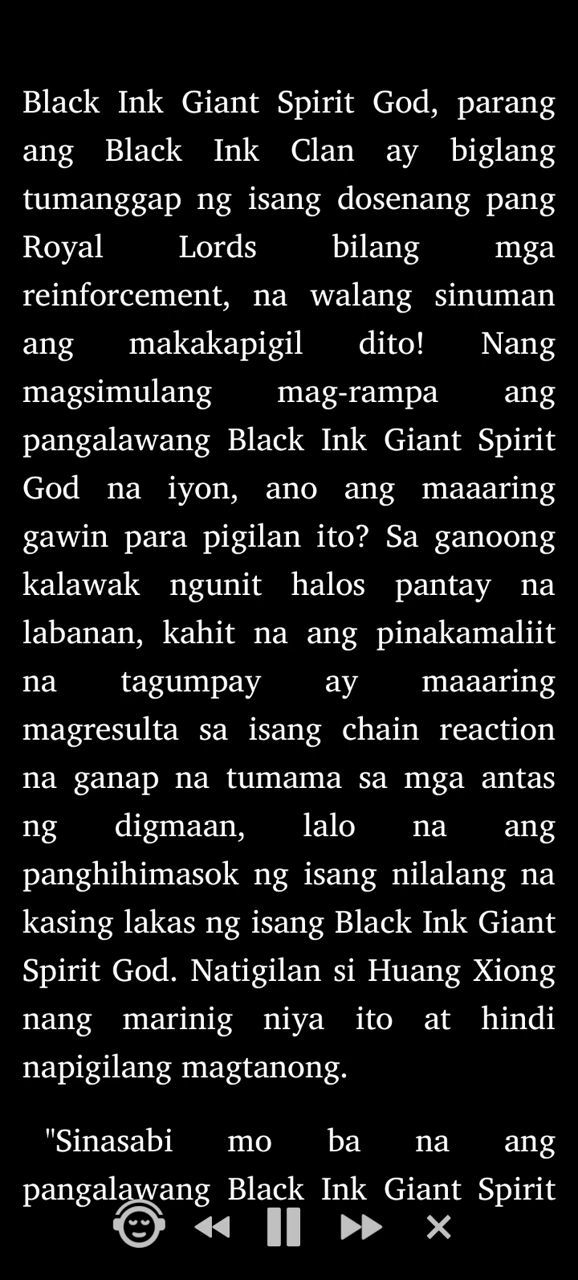 Black Ink Giant Spirit God, parang
ang Black Ink Clan ay biglang
tumanggap ng isang dosenang pang
Royal Lords bilang mga
reinforcement, na walang sinuman
ang makakapigil dito! Nang
magsimulang mag-rampa ang
pangalawang Black Ink Giant Spirit
God na iyon, ano ang maaaring
gawin para pigilan ito? Sa ganoong
kalawak ngunit halos pantay na
labanan, kahit na ang pinakamaliit
na tagumpay ay maaaring
magresulta sa isang chain reaction
na ganap na tumama sa mga antas
ng digmaan, lalo na ang
panghihimasok ng isang nilalang na
kasing lakas ng isang Black Ink Giant
Spirit God. Natigilan si Huang Xiong
nang marinig niya ito at hindi
napigilang magtanong.
"Sinasabi mo ba na ang
pangalawang Black Ink Giant Spirit